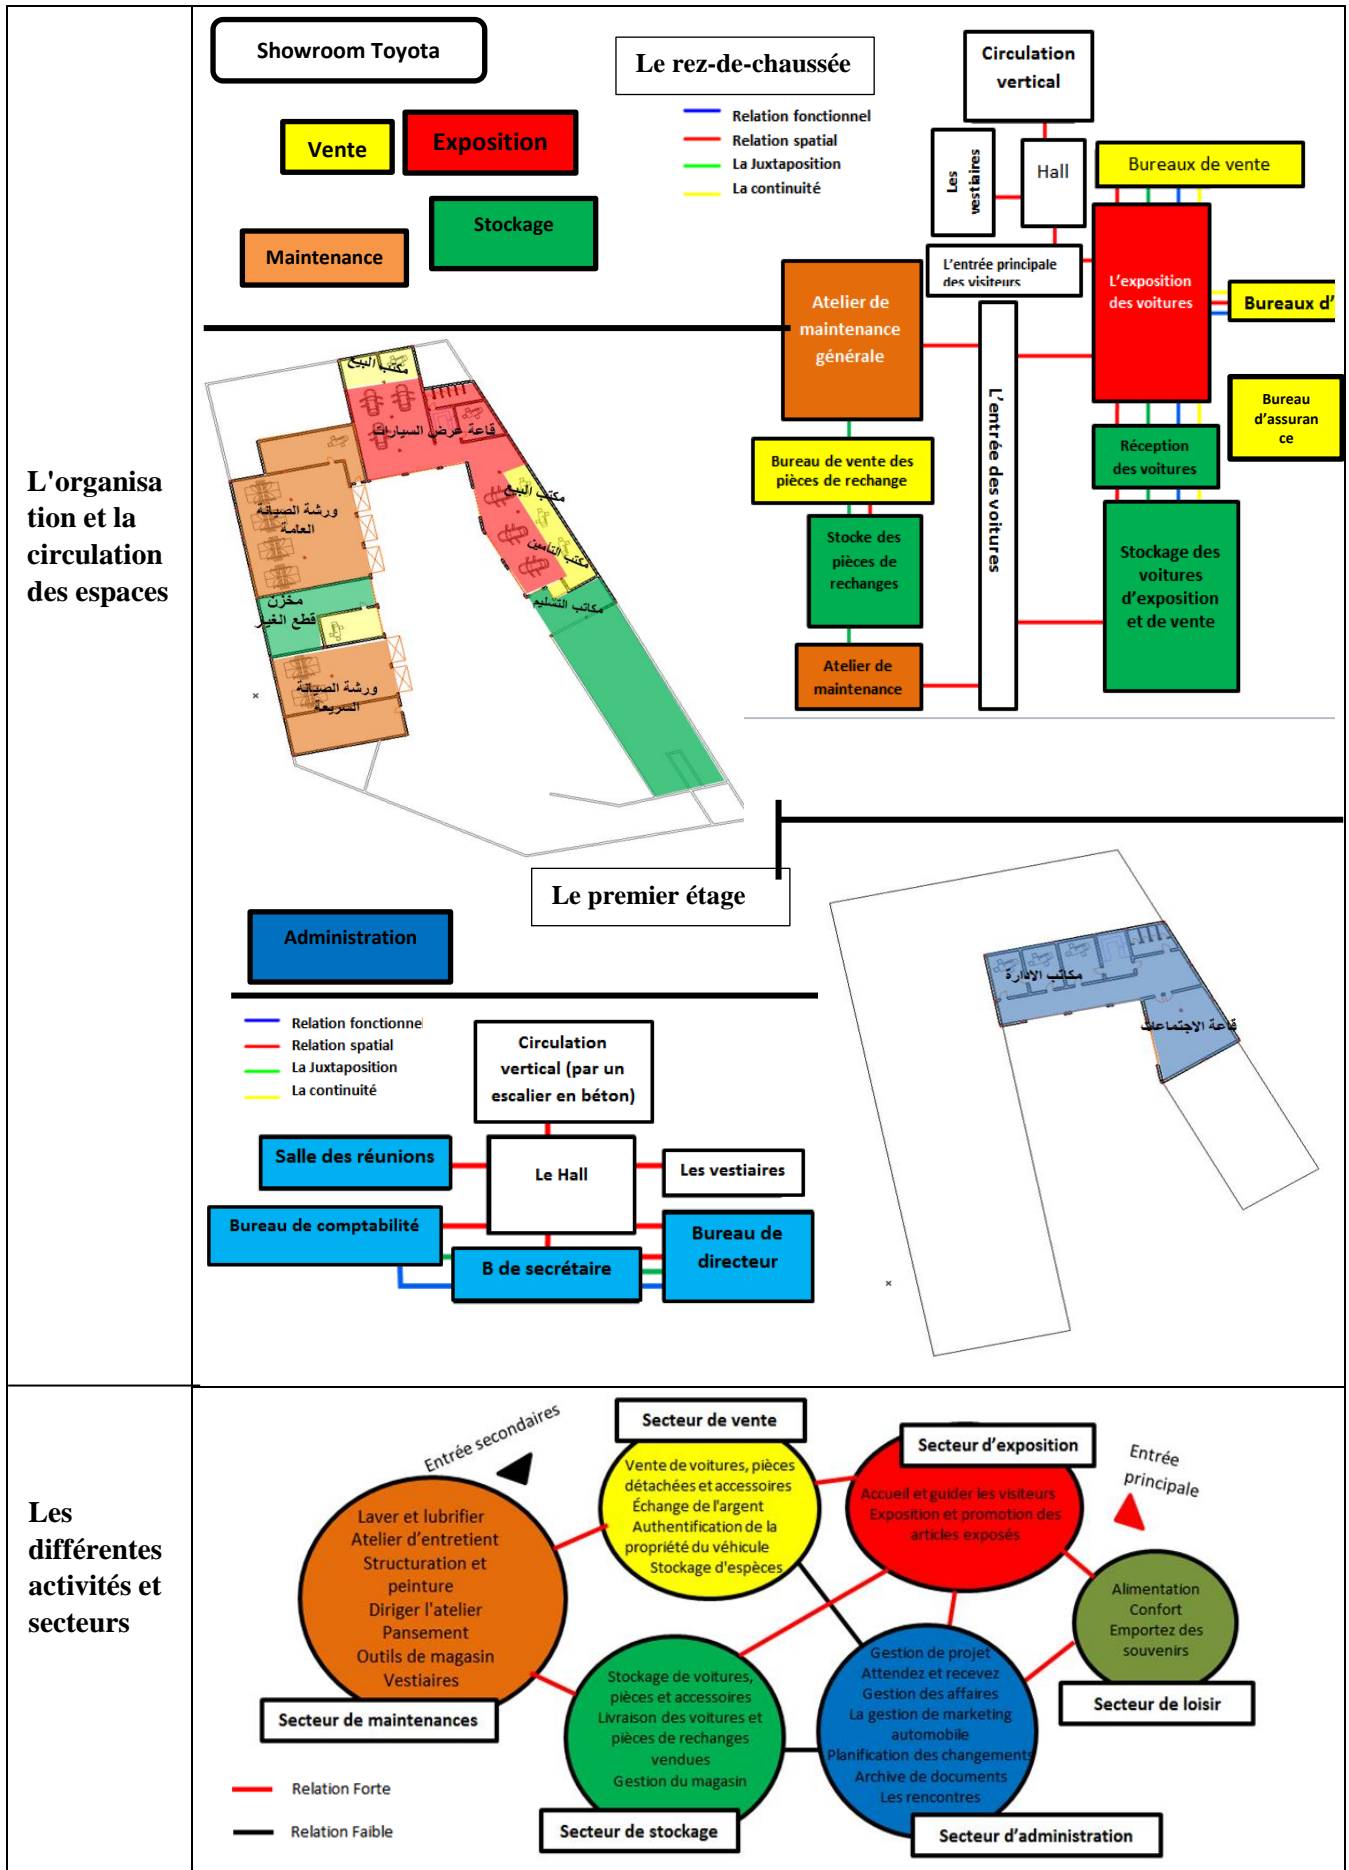 L'organisa
tion et la
circulation
des espaces
Showroom Toyota
Le rez-de-chaussée
Vente
Exposition
Maintenance
Stockage
Relation fonctionnel
Relation spatial
La Juxtaposition
La continuité
Circulation
vertical
Les
vestiaires
Hall
Bureaux de vente
L'entrée principale
des visiteurs
L'exposition
des voitures
Bureaux d'
Atelier de
maintenance
générale
L'entrée des voitures
Bureau
d'assuran
ce
Bureau de vente des
pièces de rechange
Réception
des voitures
Stocke des
pièces de
rechanges
Stockage des
voitures
d'exposition
et de vente
Atelier de
maintenance
مكتب البيع
قاعة عرض السيارات
ورشة الصيانة
العامة
مكتب البيع
مكتب التأمين
مكاتب التسليم
مخزن
قطع الغيار
ورشة الصيانة
السريعة
Le premier étage
Administration
Relation fonctionnel
Relation spatial
La Juxtaposition
La continuité
Circulation
vertical (par un
escalier en béton)
Salle des réunions
Le Hall
Les vestiaires
Bureau de comptabilité
B de secrétaire
Bureau de
directeur
مكاتب الادارة
قاعة الاجتماعات
Les
différentes
activités et
secteurs
Entrée secondaires
Secteur de vente
Vente de voitures, pièces
détachées et accessoires
Échange de l'argent
Authentification de la
propriété du véhicule
Stockage d'espèces
Secteur d'exposition
Accueil et guider les visiteurs
Exposition et promotion des
articles exposés
Entrée
principale
Laver et lubrifier
Atelier d'entretient
Structuration et
peinture
Diriger l'atelier
Pansement
Outils de magasin
Vestiaires
Secteur de maintenances
Alimentation
Confort
Emportez des
souvenirs
Secteur de loisir
Stockage de voitures,
pièces et accessoires
Livraison des voitures et
pièces de rechanges
vendues
Gestion du magasin
Secteur de stockage
Gestion de projet
Attendez et recevez
Gestion des affaires
La gestion de marketing
automobile
Planification des changements
Archive de documents
Les rencontres
Secteur d'administration
Relation Forte
Relation Faible